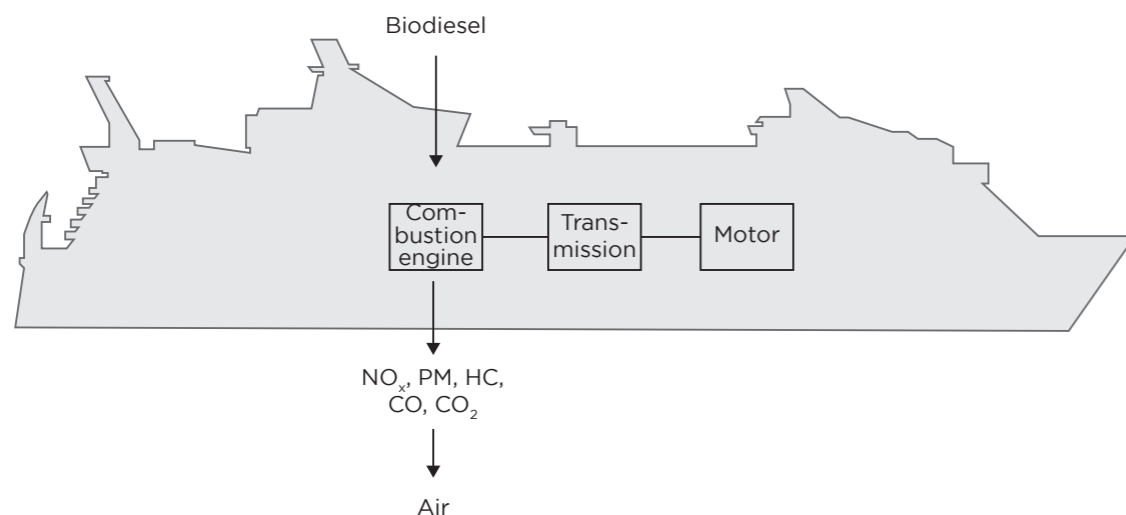 Biodiesel
Com-
bustion
engine
Trans-
mission
Motor
NOₓ, PM, HC,
CO, CO₂
Air